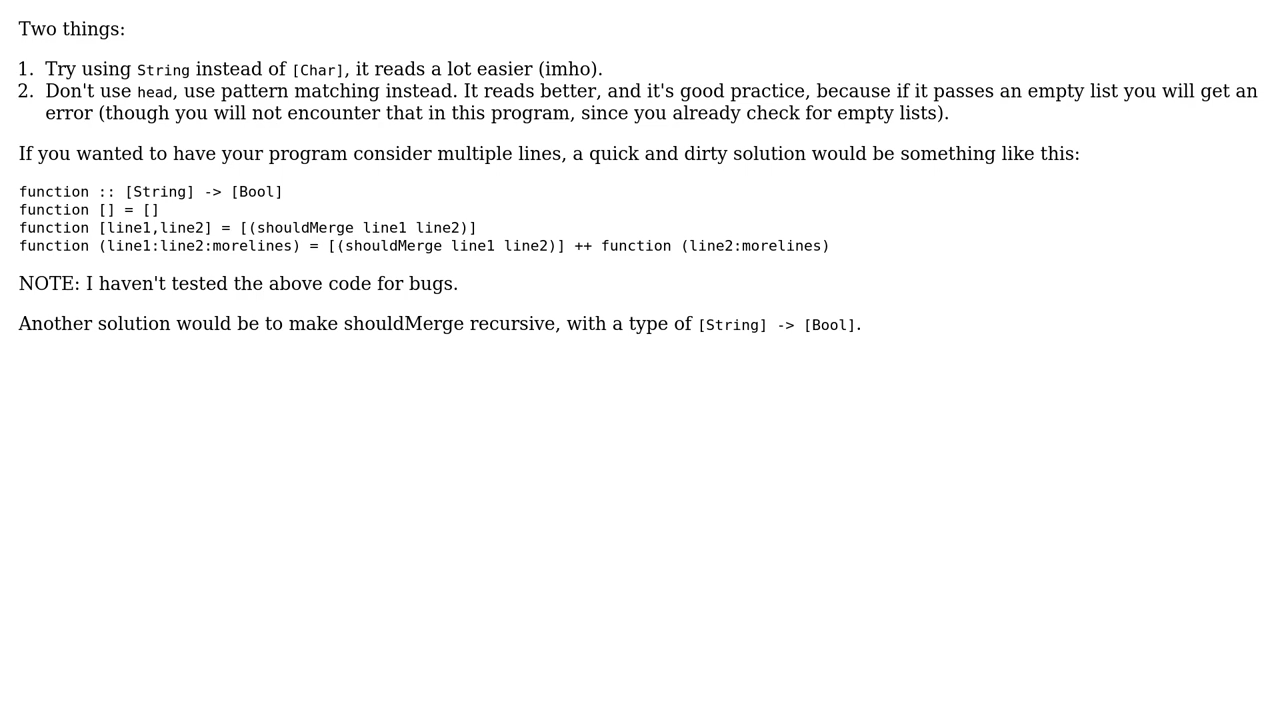 Two things:
1. Try using String instead of [Char], it reads a lot easier (imho).
2. Don't use head, use pattern matching instead. It reads better, and it's good practice, because if it passes an empty list you will get an
error (though you will not encounter that in this program, since you already check for empty lists).
If you wanted to have your program consider multiple lines, a quick and dirty solution would be something like this:
function :: [String] -> [Bool]
function [] = []
function [line1,line2] = [(shouldMerge line1 line2)]
function (line1:line2:morelines) = [(shouldMerge line1 line2)] ++ function (line2:morelines)
NOTE: I haven't tested the above code for bugs.
Another solution would be to make shouldMerge recursive, with a type of [String] -> [Bool].